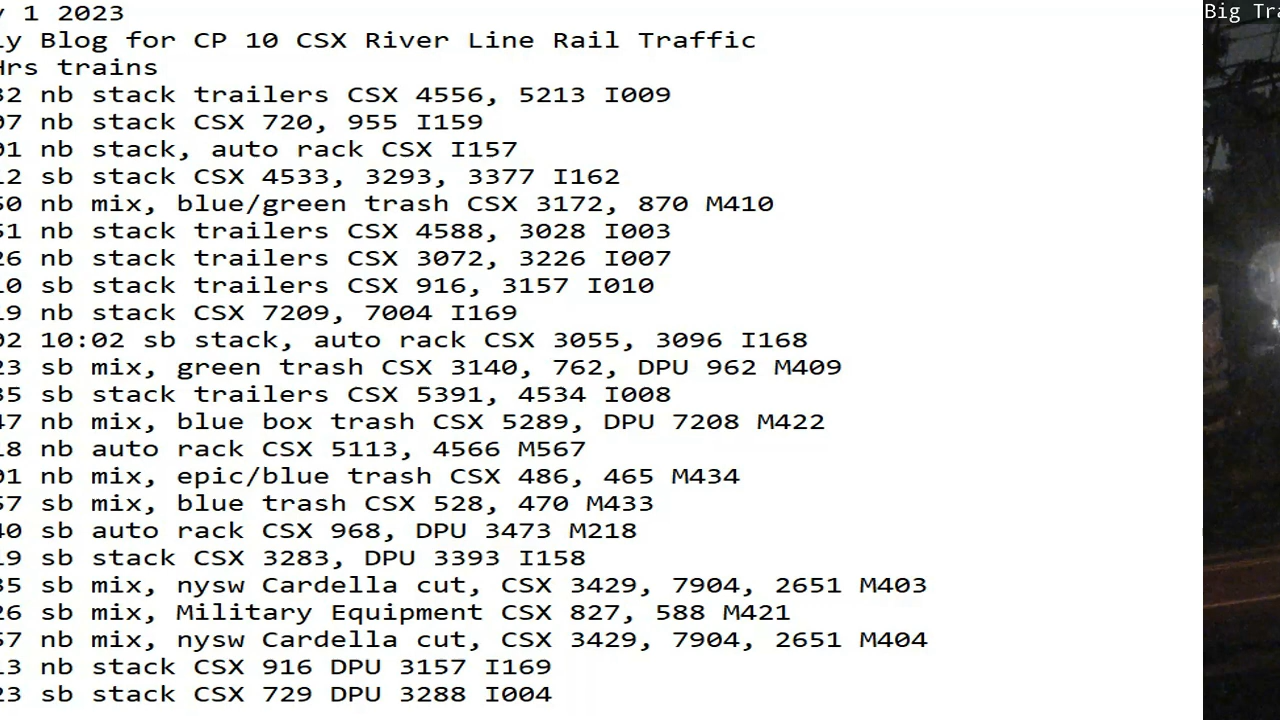 y 1 2023
ly Blog for CP 10 CSX River Line Rail Traffic
Hrs trains
32 nb stack trailers CSX 4556, 5213 I009
07 nb stack CSX 720, 955 I159
01 nb stack, auto rack CSX I157
12 sb stack CSX 4533, 3293, 3377 I162
50 nb mix, blue/green trash CSX 3172, 870 M410
51 nb stack trailers CSX 4588, 3028 I003
26 nb stack trailers CSX 3072, 3226 I007
10 sb stack trailers CSX 916, 3157 I010
19 nb stack CSX 7209, 7004 I169
02 10:02 sb stack, auto rack CSX 3055, 3096 I168
23 sb mix, green trash CSX 3140, 762, DPU 962 M409
35 sb stack trailers CSX 5391, 4534 I008
47 nb mix, blue box trash CSX 5289, DPU 7208 M422
18 nb auto rack CSX 5113, 4566 M567
01 nb mix, epic/blue trash CSX 486, 465 M434
57 sb mix, blue trash CSX 528, 470 M433
40 sb auto rack CSX 968, DPU 3473 M218
19 sb stack CSX 3283, DPU 3393 I158
35 sb mix, nysw Cardella cut, CSX 3429, 7904, 2651 M403
26 sb mix, Military Equipment CSX 827, 588 M421
57 nb mix, nysw Cardella cut, CSX 3429, 7904, 2651 M404
13 nb stack CSX 916 DPU 3157 I169
23 sb stack CSX 729 DPU 3288 I004
Big Tra